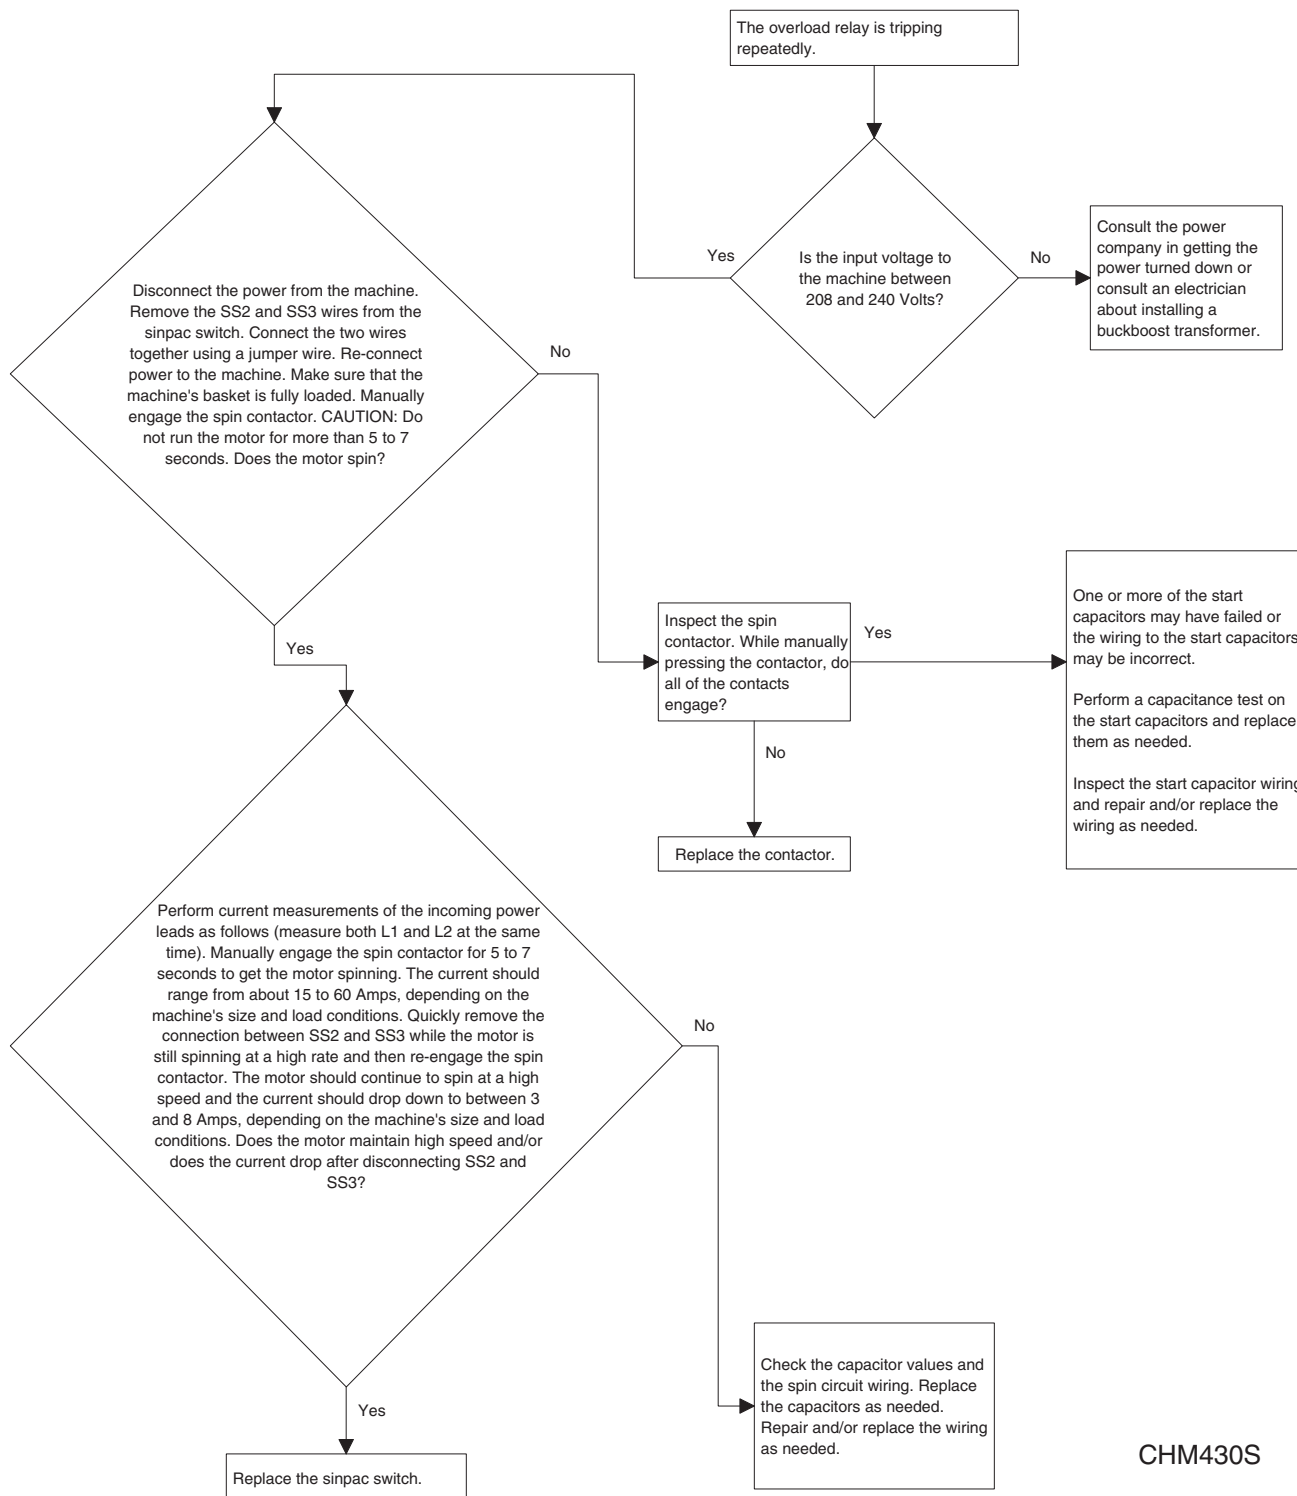 The overload relay is tripping
repeatedly.
Yes
Is the input voltage to
the machine between
208 and 240 Volts?
No
Consult the power
company in getting the
power turned down or
consult an electrician
about installing a
buckboost transformer.
Disconnect the power from the machine.
Remove the SS2 and SS3 wires from the
sinpac switch. Connect the two wires
together using a jumper wire. Re-connect
power to the machine. Make sure that the
machine's basket is fully loaded. Manually
engage the spin contactor. CAUTION: Do
not run the motor for more than 5 to 7
seconds. Does the motor spin?
No
Yes
Inspect the spin
contactor. While manually
pressing the contactor, do
all of the contacts
engage?
Yes
One or more of the start
capacitors may have failed or
the wiring to the start capacitors
may be incorrect.
Perform a capacitance test on
the start capacitors and replace
them as needed.
Inspect the start capacitor wiring
and repair and/or replace the
wiring as needed.
No
Replace the contactor.
Perform current measurements of the incoming power
leads as follows (measure both L1 and L2 at the same
time). Manually engage the spin contactor for 5 to 7
seconds to get the motor spinning. The current should
range from about 15 to 60 Amps, depending on the
machine's size and load conditions. Quickly remove the
connection between SS2 and SS3 while the motor is
still spinning at a high rate and then re-engage the spin
contactor. The motor should continue to spin at a high
speed and the current should drop down to between 3
and 8 Amps, depending on the machine's size and load
conditions. Does the motor maintain high speed and/or
does the current drop after disconnecting SS2 and
SS3?
No
Check the capacitor values and
the spin circuit wiring. Replace
the capacitors as needed.
Repair and/or replace the wiring
as needed.
Yes
Replace the sinpac switch.
CHM430S